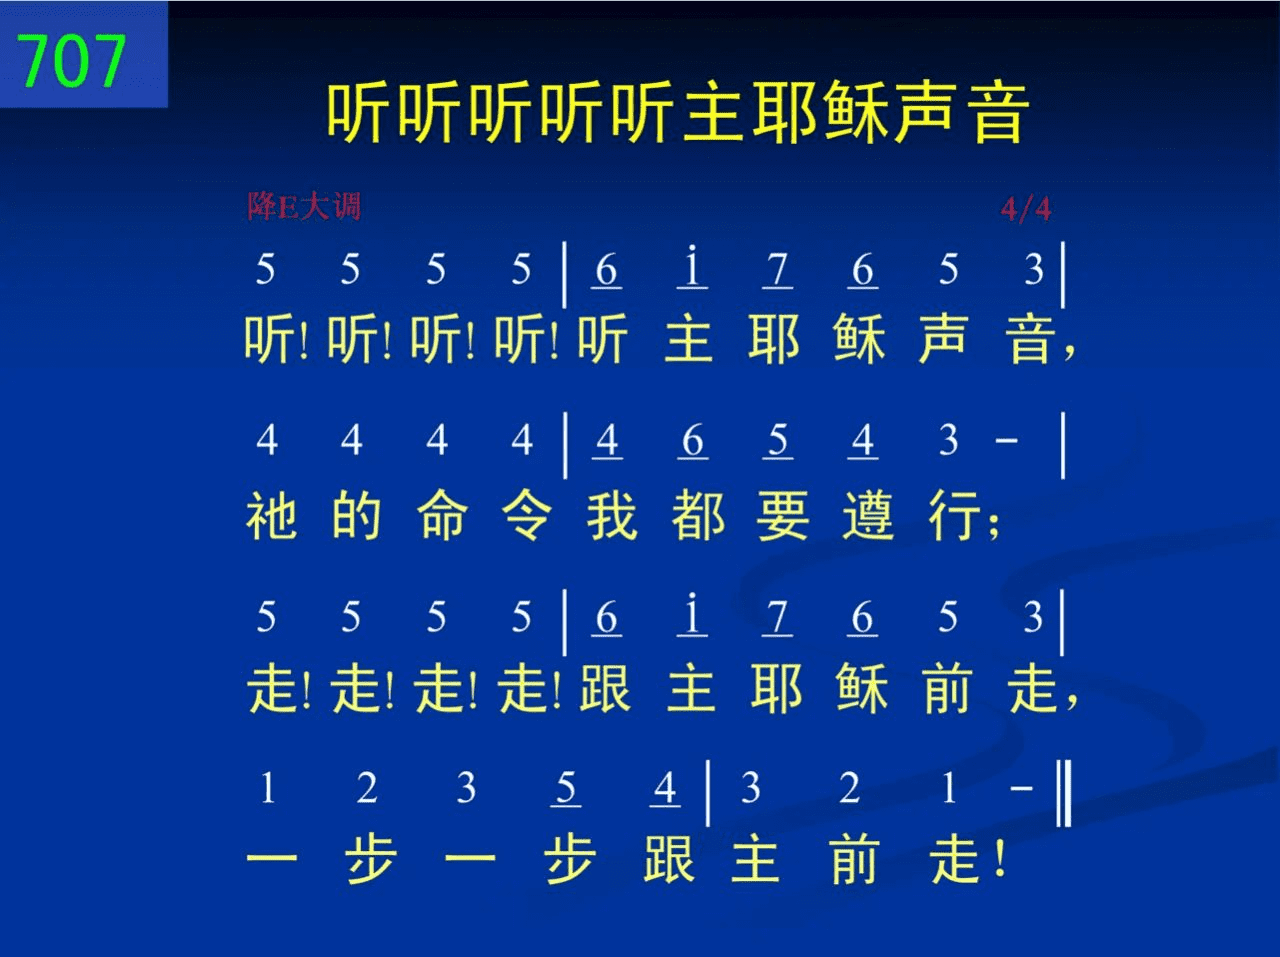 707
听听听听听主耶稣声音
降E大调 4/4
5 5 5 5 | 6 i 7 6 5 3 |
听! 听! 听! 听! 听 主 耶 稣 声 音，
4 4 4 4 | 4 6 5 4 3 – |
祂 的 命 令 我 都 要 遵 行；
5 5 5 5 | 6 i 7 6 5 3 |
走! 走! 走! 走! 跟 主 耶 稣 前 走，
1 2 3 5 4 | 3 2 1 – ‖
一 步 一 步 跟 主 前 走!